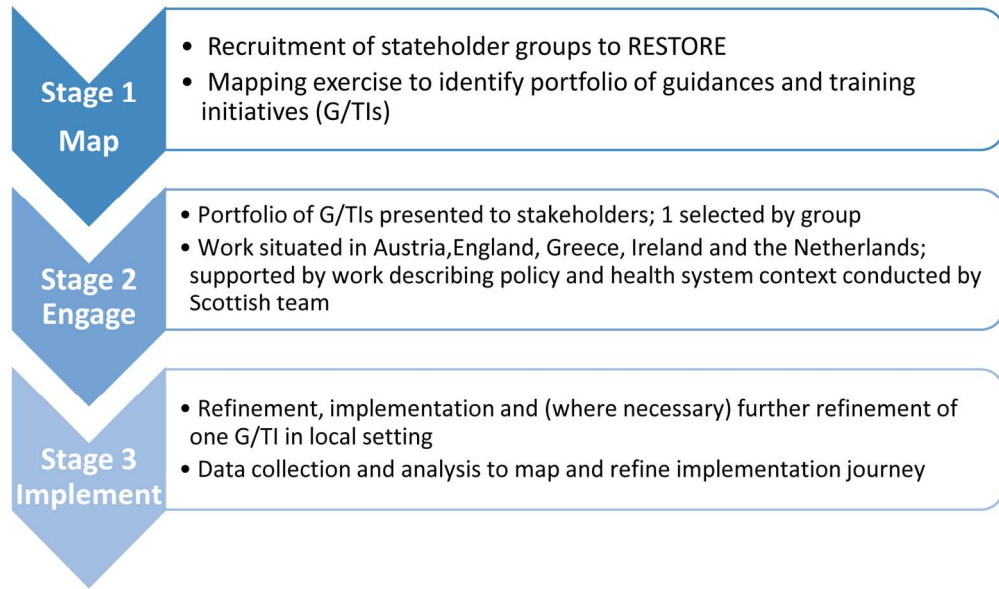 Stage 1
Map
• Recruitment of stateholder groups to RESTORE
• Mapping exercise to identify portfolio of guidances and training
initiatives (G/TIs)
Stage 2
Engage
• Portfolio of G/TIs presented to stakeholders; 1 selected by group
• Work situated in Austria,England, Greece, Ireland and the Netherlands;
supported by work describing policy and health system context conducted by
Scottish team
Stage 3
Implement
• Refinement, implementation and (where necessary) further refinement of
one G/TI in local setting
• Data collection and analysis to map and refine implementation journey